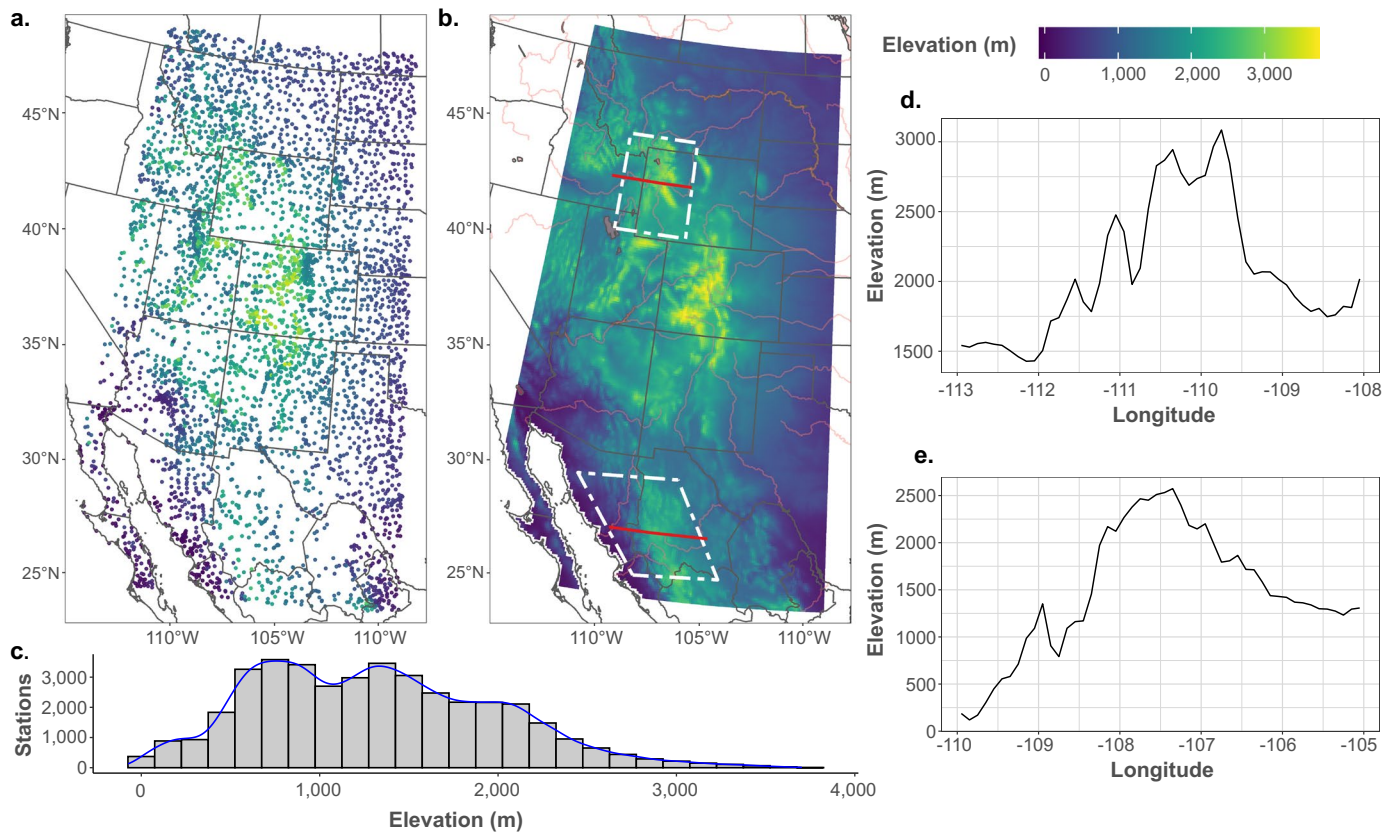 a.
b.
Elevation (m)
0
1,000
2,000
3,000
45°N
40°N
35°N
30°N
25°N
110°W
105°W
110°W
45°N
40°N
35°N
30°N
25°N
110°W
105°W
110°W
d.
Elevation (m)
3000
2500
2000
1500
-113
-112
-111
-110
-109
-108
Longitude
e.
Elevation (m)
2500
2000
1500
1000
500
0
-110
-109
-108
-107
-106
-105
Longitude
c.
Stations
3,000
2,000
1,000
0
0
1,000
2,000
3,000
4,000
Elevation (m)